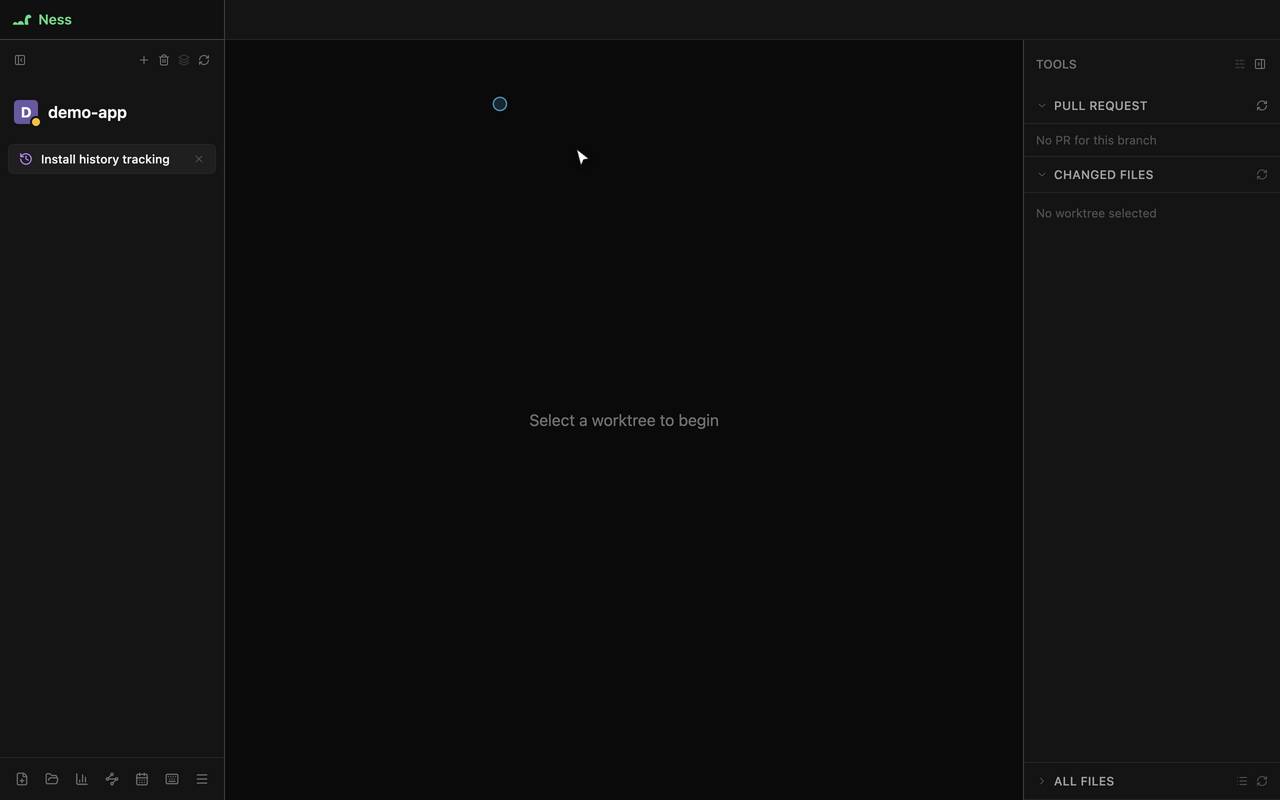 Ness
D
demo-app
Install history tracking
Select a worktree to begin
TOOLS
PULL REQUEST
No PR for this branch
CHANGED FILES
No worktree selected
ALL FILES